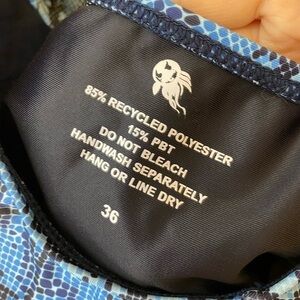 85% RECYCLED POLYESTER
15% PBT
DO NOT BLEACH
HANDWASH SEPARATELY
HANG OR LINE DRY
36